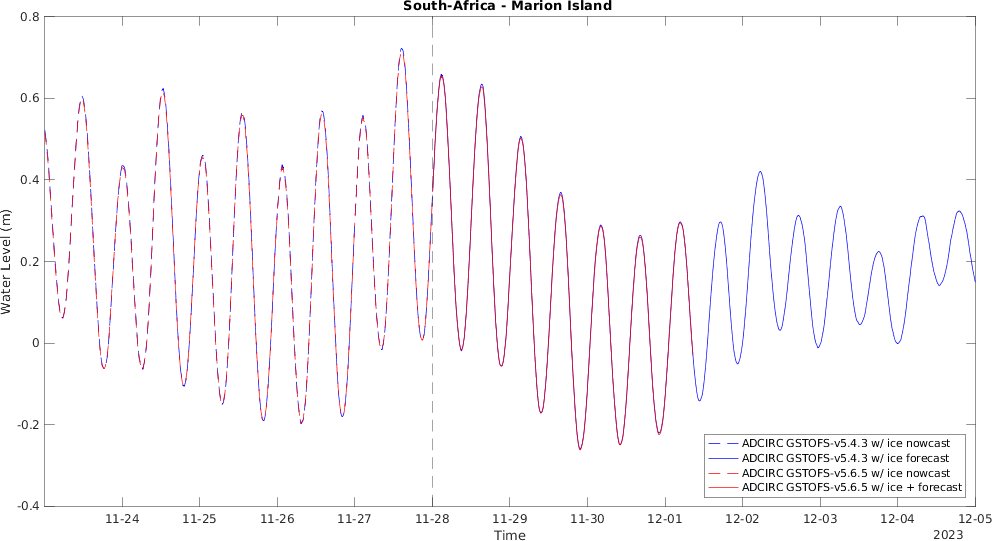 South-Africa - Marion Island
0.8
0.6
0.4
0.2
0
-0.2
-0.4
Water Level (m)
11-24
11-25
11-26
11-27
11-28
11-29
11-30
12-01
12-02
12-03
12-04
12-05
Time
2023
ADCIRC GSTOFS-v5.4.3 w/ ice nowcast
ADCIRC GSTOFS-v5.4.3 w/ ice forecast
ADCIRC GSTOFS-v5.6.5 w/ ice nowcast
ADCIRC GSTOFS-v5.6.5 w/ ice + forecast